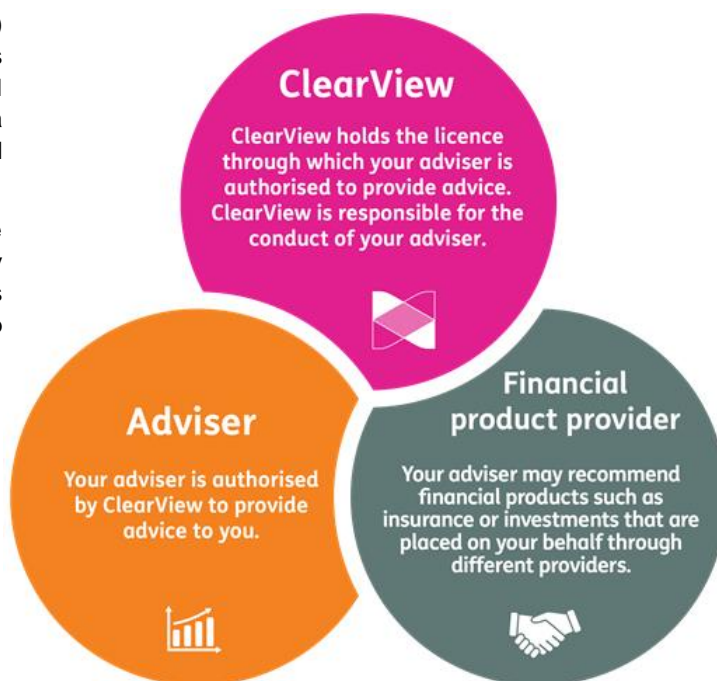 ClearView
ClearView holds the licence
through which your adviser is
authorised to provide advice.
ClearView is responsible for the
conduct of your adviser.
Adviser
Your adviser is authorised
by ClearView to provide
advice to you.
Financial
product provider
Your adviser may recommend
financial products such as
insurance or investments that are
placed on your behalf through
different providers.